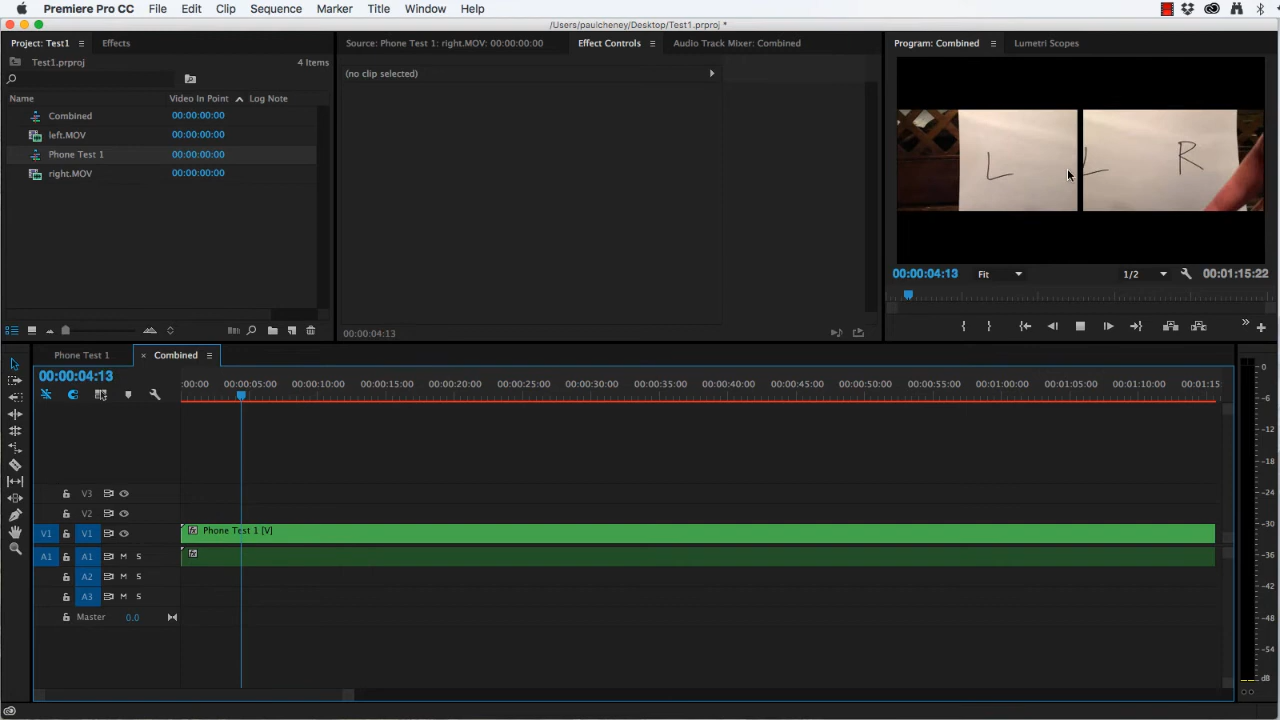 Premiere Pro CC File Edit Clip Sequence Marker Title Window Help
/Users/paulcheney/Desktop/Test1.prproj *
Project: Test1 Effects
Source: Phone Test 1: right.MOV: 00:00:00:00 Effect Controls Audio Track Mixer: Combined
Program: Combined Lumetri Scopes
Test1.prproj 4 Items
(no clip selected)
Name Video In Point Log Note
Combined 00:00:00:00
left.MOV 00:00:00:00
Phone Test 1 00:00:00:00
right.MOV 00:00:00:00
L L R
00:00:04:13 Fit 1/2 00:01:15:22
00:00:04:13
Phone Test 1 Combined
00:00:04:13
:00:00 00:00:05:00 00:00:10:00 00:00:15:00 00:00:20:00 00:00:25:00 00:00:30:00 00:00:35:00 00:00:40:00 00:00:45:00 00:00:50:00 00:00:55:00 00:01:00:00 00:01:05:00 00:01:10:00 00:01:15
V3
V2
V1 V1 Phone Test 1 [V]
A1 A1 M S
A2 M S
A3 M S
Master 0.0
0
-6
-12
-18
-24
-30
-36
-42
-48
-54
dB